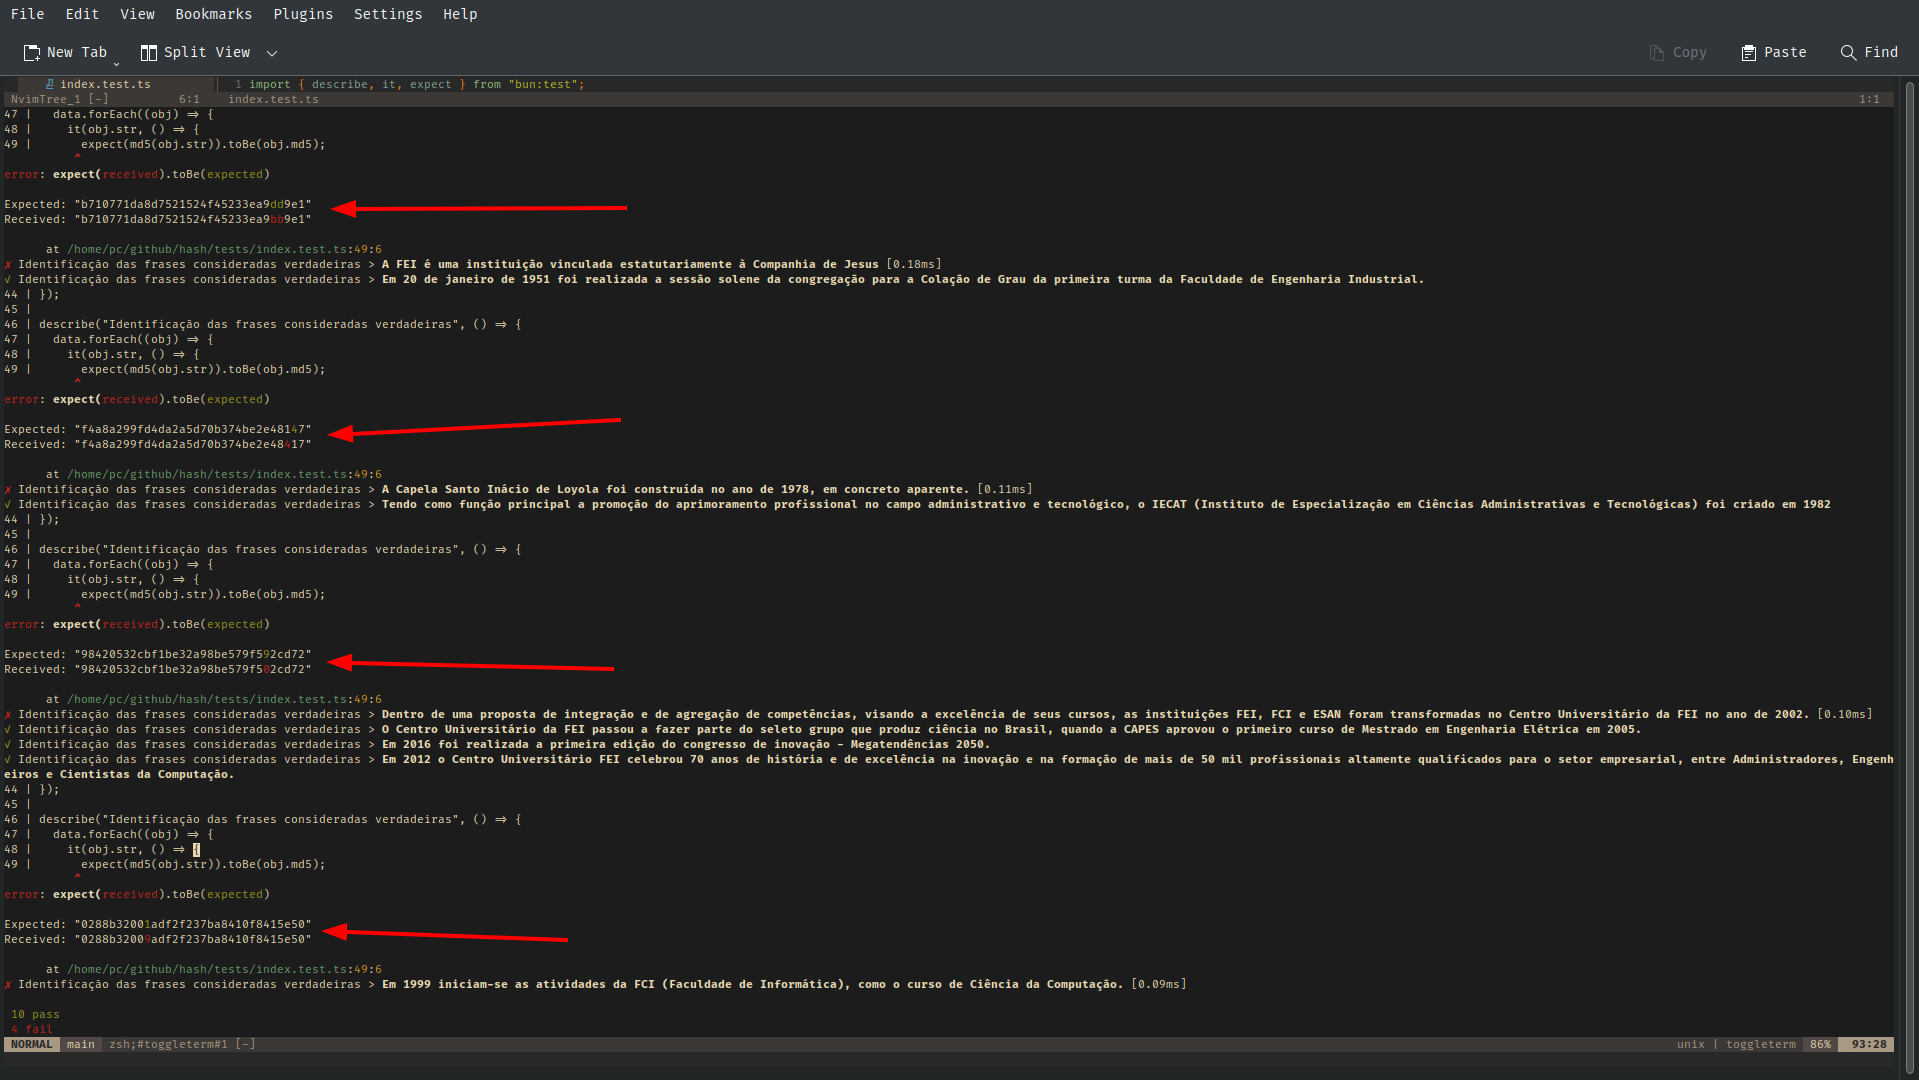 File Edit View Bookmarks Plugins Settings Help
New Tab Split View Copy Paste Find
index.test.ts 1 import { describe, it, expect } from "bun:test";
NvimTree_1 [-] 6:1 index.test.ts 1:1
47 | data.forEach((obj) => {
48 | it(obj.str, () => {
49 | expect(md5(obj.str)).toBe(obj.md5);
^
error: expect(received).toBe(expected)
Expected: "b710771da8d7521524f45233ea9dd9e1"
Received: "b710771da8d7521524f45233ea9bb9e1"
at /home/pc/github/hash/tests/index.test.ts:49:6
✗ Identificação das frases consideradas verdadeiras > A FEI é uma instituição vinculada estatutariamente à Companhia de Jesus [0.18ms]
√ Identificação das frases consideradas verdadeiras > Em 20 de janeiro de 1951 foi realizada a sessão solene da congregação para a Colação de Grau da primeira turma da Faculdade de Engenharia Industrial.
44 | });
45 |
46 | describe("Identificação das frases consideradas verdadeiras", () => {
47 | data.forEach((obj) => {
48 | it(obj.str, () => {
49 | expect(md5(obj.str)).toBe(obj.md5);
^
error: expect(received).toBe(expected)
Expected: "f4a8a299fd4da2a5d70b374be2e48147"
Received: "f4a8a299fd4da2a5d70b374be2e48417"
at /home/pc/github/hash/tests/index.test.ts:49:6
✗ Identificação das frases consideradas verdadeiras > A Capela Santo Inácio de Loyola foi construída no ano de 1978, em concreto aparente. [0.11ms]
√ Identificação das frases consideradas verdadeiras > Tendo como função principal a promoção do aprimoramento profissional no campo administrativo e tecnológico, o IECAT (Instituto de Especialização em Ciências Administrativas e Tecnológicas) foi criado em 1982
44 | });
45 |
46 | describe("Identificação das frases consideradas verdadeiras", () => {
47 | data.forEach((obj) => {
48 | it(obj.str, () => {
49 | expect(md5(obj.str)).toBe(obj.md5);
^
error: expect(received).toBe(expected)
Expected: "98420532cbf1be32a98be579f592cd72"
Received: "98420532cbf1be32a98be579f502cd72"
at /home/pc/github/hash/tests/index.test.ts:49:6
✗ Identificação das frases consideradas verdadeiras > Dentro de uma proposta de integração e de agregação de competências, visando a excelência de seus cursos, as instituições FEI, FCI e ESAN foram transformadas no Centro Universitário da FEI no ano de 2002. [0.10ms]
√ Identificação das frases consideradas verdadeiras > O Centro Universitário da FEI passou a fazer parte do seleto grupo que produz ciência no Brasil, quando a CAPES aprovou o primeiro curso de Mestrado em Engenharia Elétrica em 2005.
√ Identificação das frases consideradas verdadeiras > Em 2016 foi realizada a primeira edição do congresso de inovação - Megatendências 2050.
√ Identificação das frases consideradas verdadeiras > Em 2012 o Centro Universitário FEI celebrou 70 anos de história e de excelência na inovação e na formação de mais de 50 mil profissionais altamente qualificados para o setor empresarial, entre Administradores, Engenh
eiros e Cientistas da Computação.
44 | });
45 |
46 | describe("Identificação das frases consideradas verdadeiras", () => {
47 | data.forEach((obj) => {
48 | it(obj.str, () => {
49 | expect(md5(obj.str)).toBe(obj.md5);
^
error: expect(received).toBe(expected)
Expected: "0288b32001adf2f237ba8410f8415e50"
Received: "0288b32009adf2f237ba8410f8415e50"
at /home/pc/github/hash/tests/index.test.ts:49:6
✗ Identificação das frases consideradas verdadeiras > Em 1999 iniciam-se as atividades da FCI (Faculdade de Informática), como o curso de Ciência da Computação. [0.09ms]
10 pass
4 fail
NORMAL main zsh;#toggleterm#1 [-] unix | toggleterm 86% 93:28